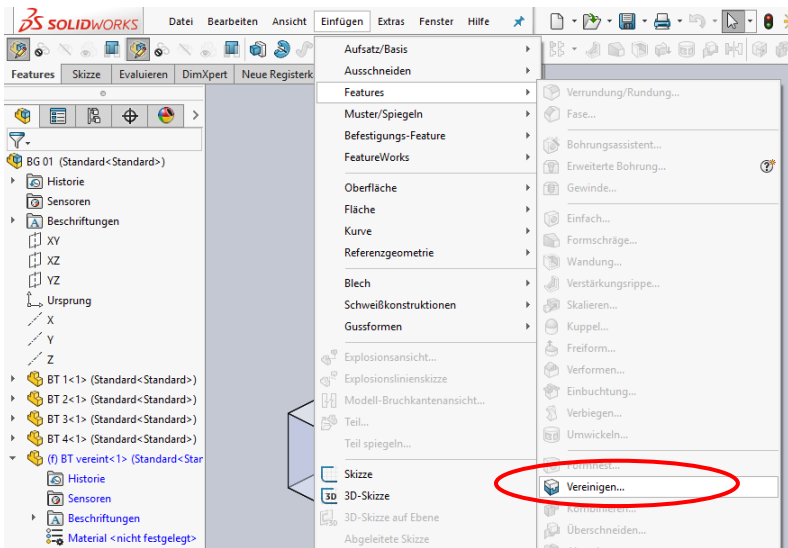 SOLIDWORKS Datei Bearbeiten Ansicht Einfügen Extras Fenster Hilfe
Features Skizze Evaluieren DimXpert Neue Registerk
BG 01 (Standard<Standard>)
Historie
Sensoren
Beschriftungen
XY
XZ
YZ
Ursprung
X
Y
Z
BT 1<1> (Standard<Standard>)
BT 2<1> (Standard<Standard>)
BT 3<1> (Standard<Standard>)
BT 4<1> (Standard<Standard>)
(f) BT vereint<1> (Standard<Star
Historie
Sensoren
Beschriftungen
Material <nicht festgelegt>
Aufsatz/Basis
Ausschneiden
Features
Muster/Spiegeln
Befestigungs-Feature
FeatureWorks
Oberfläche
Fläche
Kurve
Referenzgeometrie
Blech
Schweißkonstruktionen
Gussformen
Explosionsansicht...
Explosionslinienskizze
Modell-Bruchkantenansicht...
Teil...
Teil spiegeln...
Skizze
3D 3D-Skizze
3D-Skizze auf Ebene
Abgeleitete Skizze
Verrundung/Rundung...
Fase...
Bohrungsassistent...
Erweiterte Bohrung...
Gewinde...
Einfach...
Formschräge...
Wandung...
Verstärkungsrippe...
Skalieren...
Kuppel...
Freiform...
Verformen...
Einbuchtung...
Verbiegen...
Umwickeln...
Formnest...
Vereinigen...
Kombinieren...
Überschneiden...